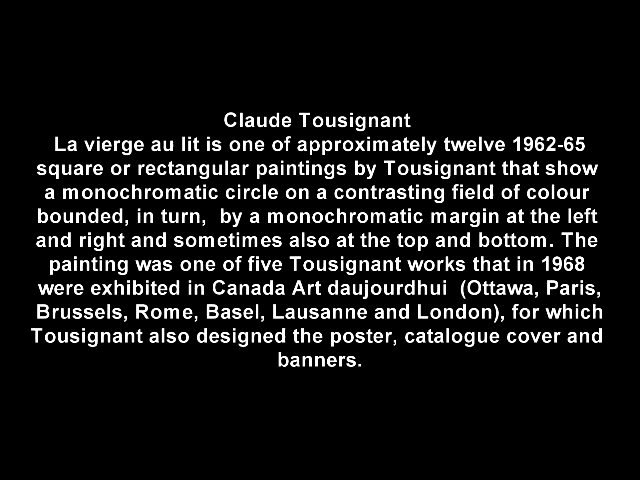 Claude Tousignant
La vierge au lit is one of approximately twelve 1962-65
square or rectangular paintings by Tousignant that show
a monochromatic circle on a contrasting field of colour
bounded, in turn,  by a monochromatic margin at the left
and right and sometimes also at the top and bottom. The
painting was one of five Tousignant works that in 1968
were exhibited in Canada Art daujourdhui  (Ottawa, Paris,
Brussels, Rome, Basel, Lausanne and London), for which
Tousignant also designed the poster, catalogue cover and
banners.